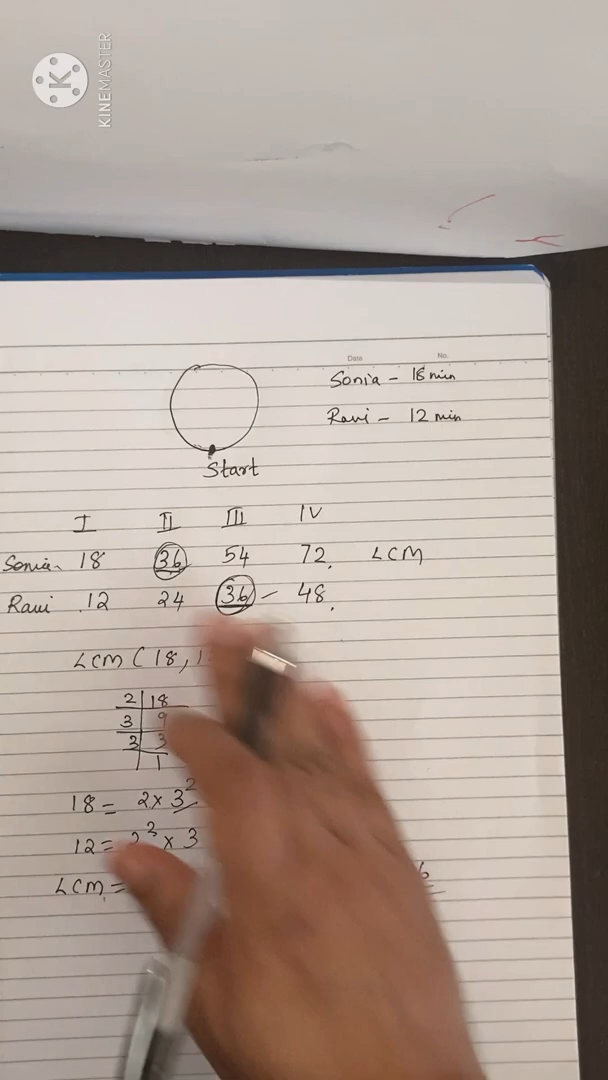 KINEMASTER
Date No.
Sonia - 18 min
Ravi - 12 min
Start
I II III IV
Sonia - 18 36 54 72 LCM
Ravi 12 24 36 - 48
LCM ( 18, 1
2 18
3 9
3 3
1
18 = 2 x 3²
12 = 2² x 3
LCM =